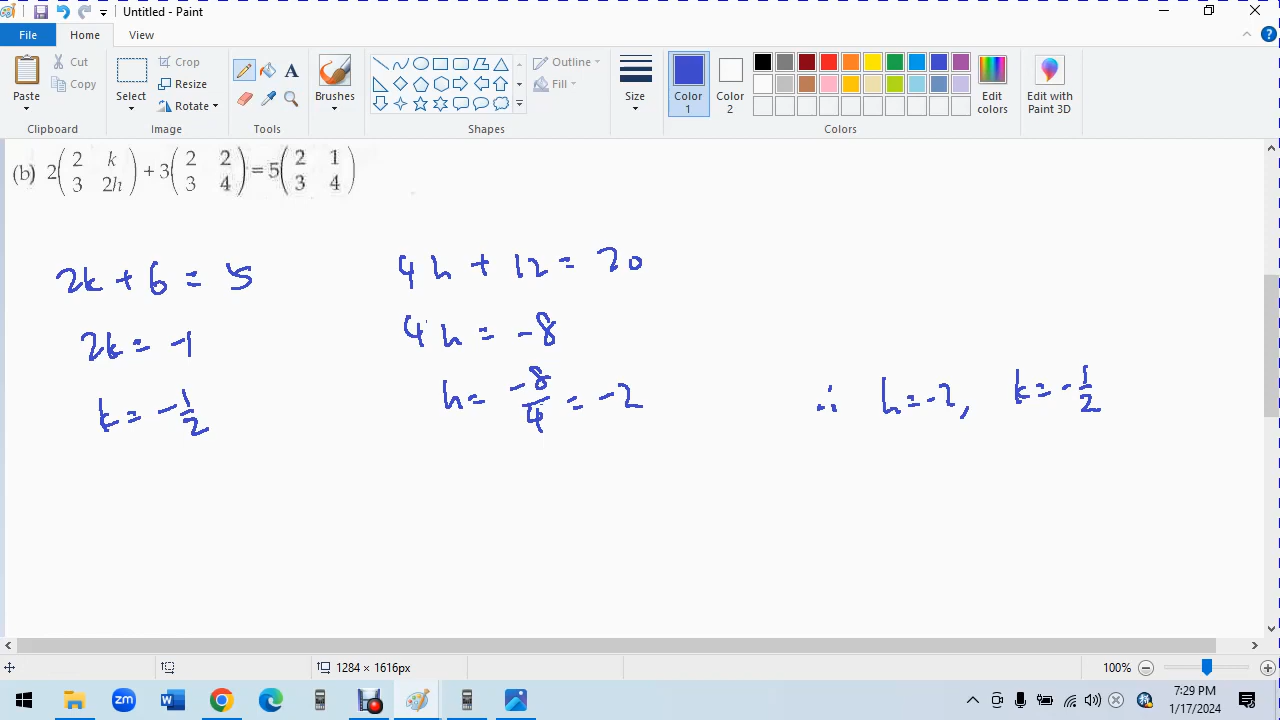 Untitled - Paint
File Home View
Paste Cut Copy Clipboard
Select Crop Resize Rotate Image
Tools
Brushes
Outline Fill Shapes
Size
Color 1 Color 2 Edit colors Colors
Edit with Paint 3D
(b) 2(2 k 3 2h) + 3(2 2 3 4) = 5(2 1 3 4)
2k + 6 = 5
2k = -1
k = -1/2
4h + 12 = 20
4h = -8
h = -8/4 = -2
∴ h = -2, k = -1/2
1284 × 1616px 100%
zm W
7:29 PM
1/17/2024